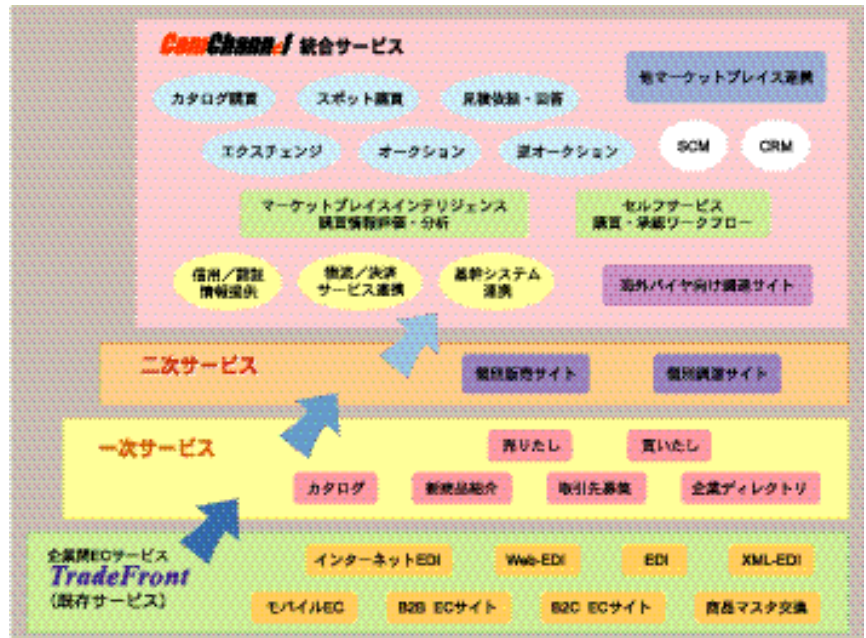 ComChannel 統合サービス
他マーケットプレイス連携
カタログ購買
スポット購買
見積依頼・回答
エクスチェンジ
オークション
逆オークション
SCM
CRM
マーケットプレイスインテリジェンス
購買情報評価・分析
セルフサービス
購買・承認ワークフロー
信用／認証
情報提供
物流／決済
サービス連携
基幹システム
連携
海外バイヤ向け調達サイト
二次サービス
個別販売サイト
個別調達サイト
一次サービス
売りたし
買いたし
カタログ
新商品紹介
取引先募集
企業ディレクトリ
企業間ECサービス
TradeFront
(既存サービス)
インターネットEDI
Web-EDI
EDI
XML-EDI
モバイルEC
B2B ECサイト
B2C ECサイト
商品マスタ交換